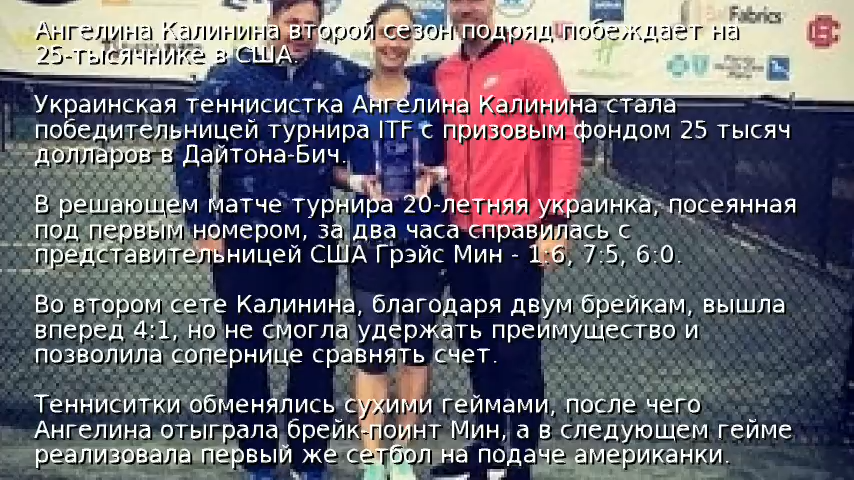 Fabrics
Ангелина Калинина второй сезон подряд побеждает на
25-тысячнике в США.
Украинская теннисистка Ангелина Калинина стала
победительницей турнира ITF с призовым фондом 25 тысяч
долларов в Дайтона-Бич.
В решающем матче турнира 20-летняя украинка, посеянная
под первым номером, за два часа справилась с
представительницей США Грэйс Мин - 1:6, 7:5, 6:0.
Во втором сете Калинина, благодаря двум брейкам, вышла
вперед 4:1, но не смогла удержать преимущество и
позволила сопернице сравнять счет.
Тенниситки обменялись сухими геймами, после чего
Ангелина отыграла брейк-поинт Мин, а в следующем гейме
реализовала первый же сетбол на подаче американки.